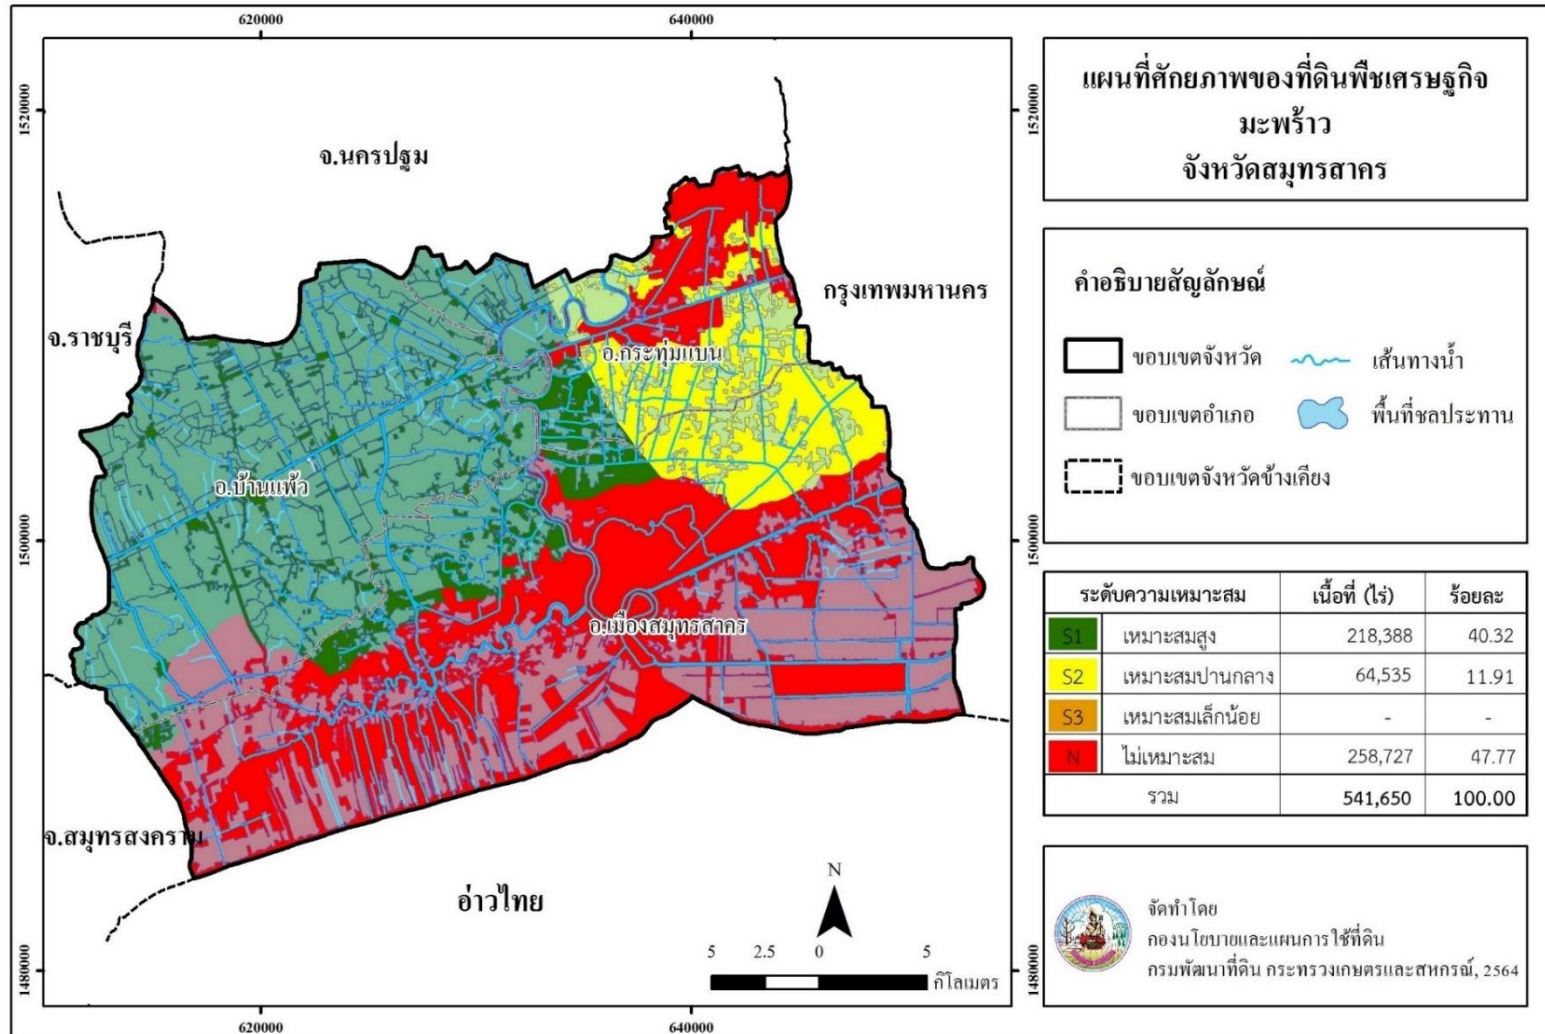 620000
640000
1520000
1520000
แผนที่ศักยภาพของที่ดินพืชเศรษฐกิจ
มะพร้าว
จังหวัดสมุทรสาคร
จ.นครปฐม
กรุงเทพมหานคร
จ.ราชบุรี
อ.กระทุ่มแบน
อ.บ้านแพ้ว
1500000
1500000
อ.เมืองสมุทรสาคร
จ.สมุทรสงคราม
อ่าวไทย
N
5 2.5 0 5
กิโลเมตร
1480000
1480000
620000
640000
คำอธิบายสัญลักษณ์
ขอบเขตจังหวัด เส้นทางน้ำ
ขอบเขตอำเภอ พื้นที่ชลประทาน
ขอบเขตจังหวัดข้างเคียง
ระดับความเหมาะสม เนื้อที่ (ไร่) ร้อยละ
S1 เหมาะสมสูง 218,388 40.32
S2 เหมาะสมปานกลาง 64,535 11.91
S3 เหมาะสมเล็กน้อย - -
N ไม่เหมาะสม 258,727 47.77
รวม 541,650 100.00
จัดทำโดย
กองนโยบายและแผนการใช้ที่ดิน
กรมพัฒนาที่ดิน กระทรวงเกษตรและสหกรณ์, 2564